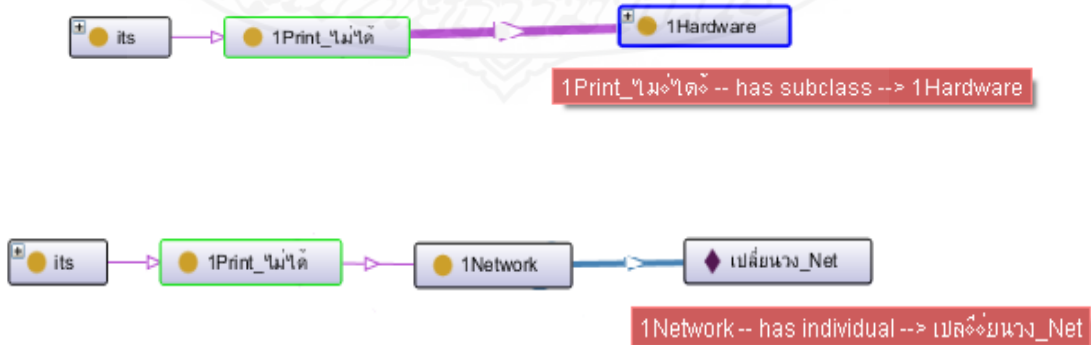 its
1Print_ไม่ได้
1Hardware
1Print_ไม่ได้ -- has subclass --> 1Hardware
its
1Print_ไม่ได้
1Network
เปลี่ยนวง_Net
1Network -- has individual --> เปลี่ยนวง_Net